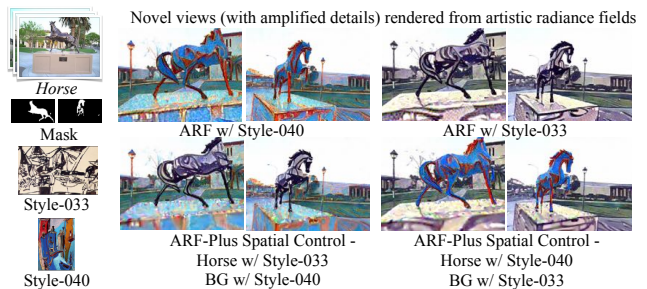 Novel views (with amplified details) rendered from artistic radiance fields
Horse
Mask
Style-033
Style-040
ARF w/ Style-040
ARF w/ Style-033
ARF-Plus Spatial Control -
Horse w/ Style-033
BG w/ Style-040
ARF-Plus Spatial Control -
Horse w/ Style-040
BG w/ Style-033